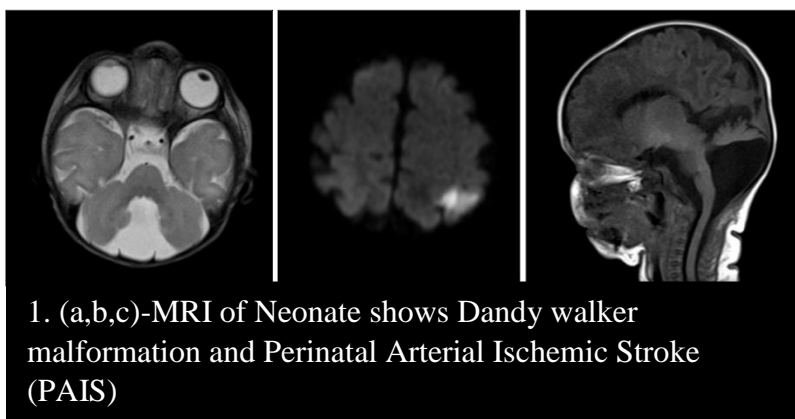 1. (a,b,c)-MRI of Neonate shows Dandy walker
malformation and Perinatal Arterial Ischemic Stroke
(PAIS)